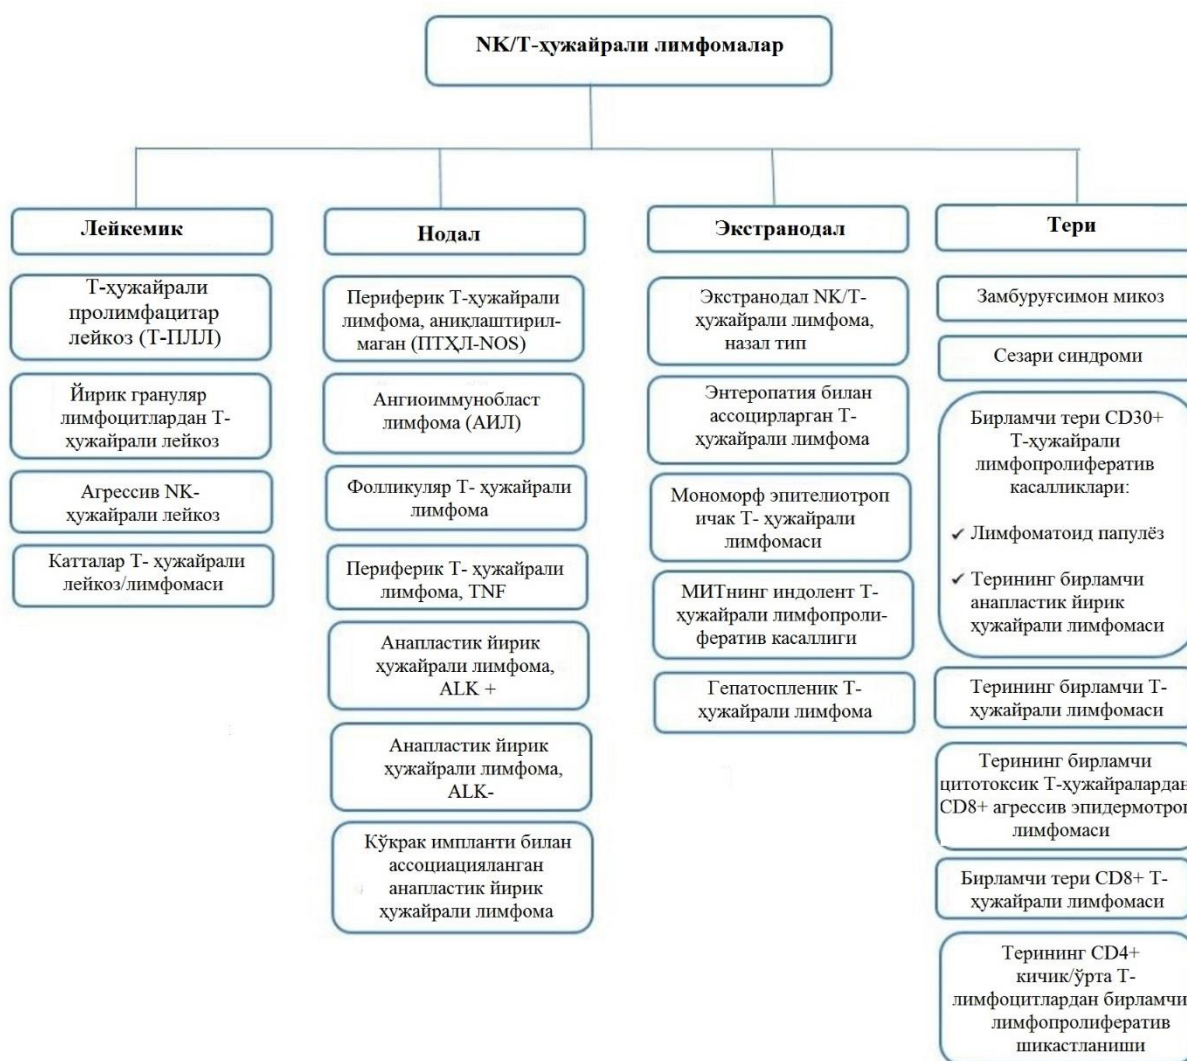 NK/Т-ҳужайрали лимфомалар
Лейкемик
Т-ҳужайрали
пролимфацитар
лейкоз (Т-ПЛЛ)
Йирик грануляр
лимфоцитлардан Т-
ҳужайрали лейкоз
Агрессив NK-
ҳужайрали лейкоз
Катталар Т- ҳужайрали
лейкоз/лимфомаси
Нодал
Периферик Т-ҳужайрали
лимфома, аниқлаштирил-
маган (ПТҲЛ-NOS)
Ангиоиммунобласт
лимфома (АИЛ)
Фолликуляр Т- ҳужайрали
лимфома
Периферик Т- ҳужайрали
лимфома, TNF
Анапластик йирик
ҳужайрали лимфома,
ALK +
Анапластик йирик
ҳужайрали лимфома,
ALK-
Кўкрак импланти билан
ассоциацияланган
анапластик йирик
ҳужайрали лимфома
Экстранодал
Экстранодал NK/Т-
ҳужайрали лимфома,
назал тип
Энтеропатия билан
ассоцирларган Т-
ҳужайрали лимфома
Мономорф эпителиотроп
ичак Т- ҳужайрали
лимфомаси
МИТнинг индолент Т-
ҳужайрали лимфопроли-
фератив касаллиги
Гепатоспленик Т-
ҳужайрали лимфома
Тери
Замбуруғсимон микоз
Сезари синдроми
Бирламчи тери CD30+
Т-ҳужайрали
лимфопролифератив
касалликлари:
✓ Лимфоматоид папулёз
✓ Терининг бирламчи
анапластик йирик
ҳужайрали лимфомаси
Терининг бирламчи Т-
ҳужайрали лимфомаси
Терининг бирламчи
цитотоксик Т-ҳужайралардан
CD8+ агрессив эпидермотроп
лимфомаси
Бирламчи тери CD8+ Т-
ҳужайрали лимфомаси
Терининг CD4+
кичик/ўрта Т-
лимфоцитлардан бирламчи
лимфопролифератив
шикастланиши